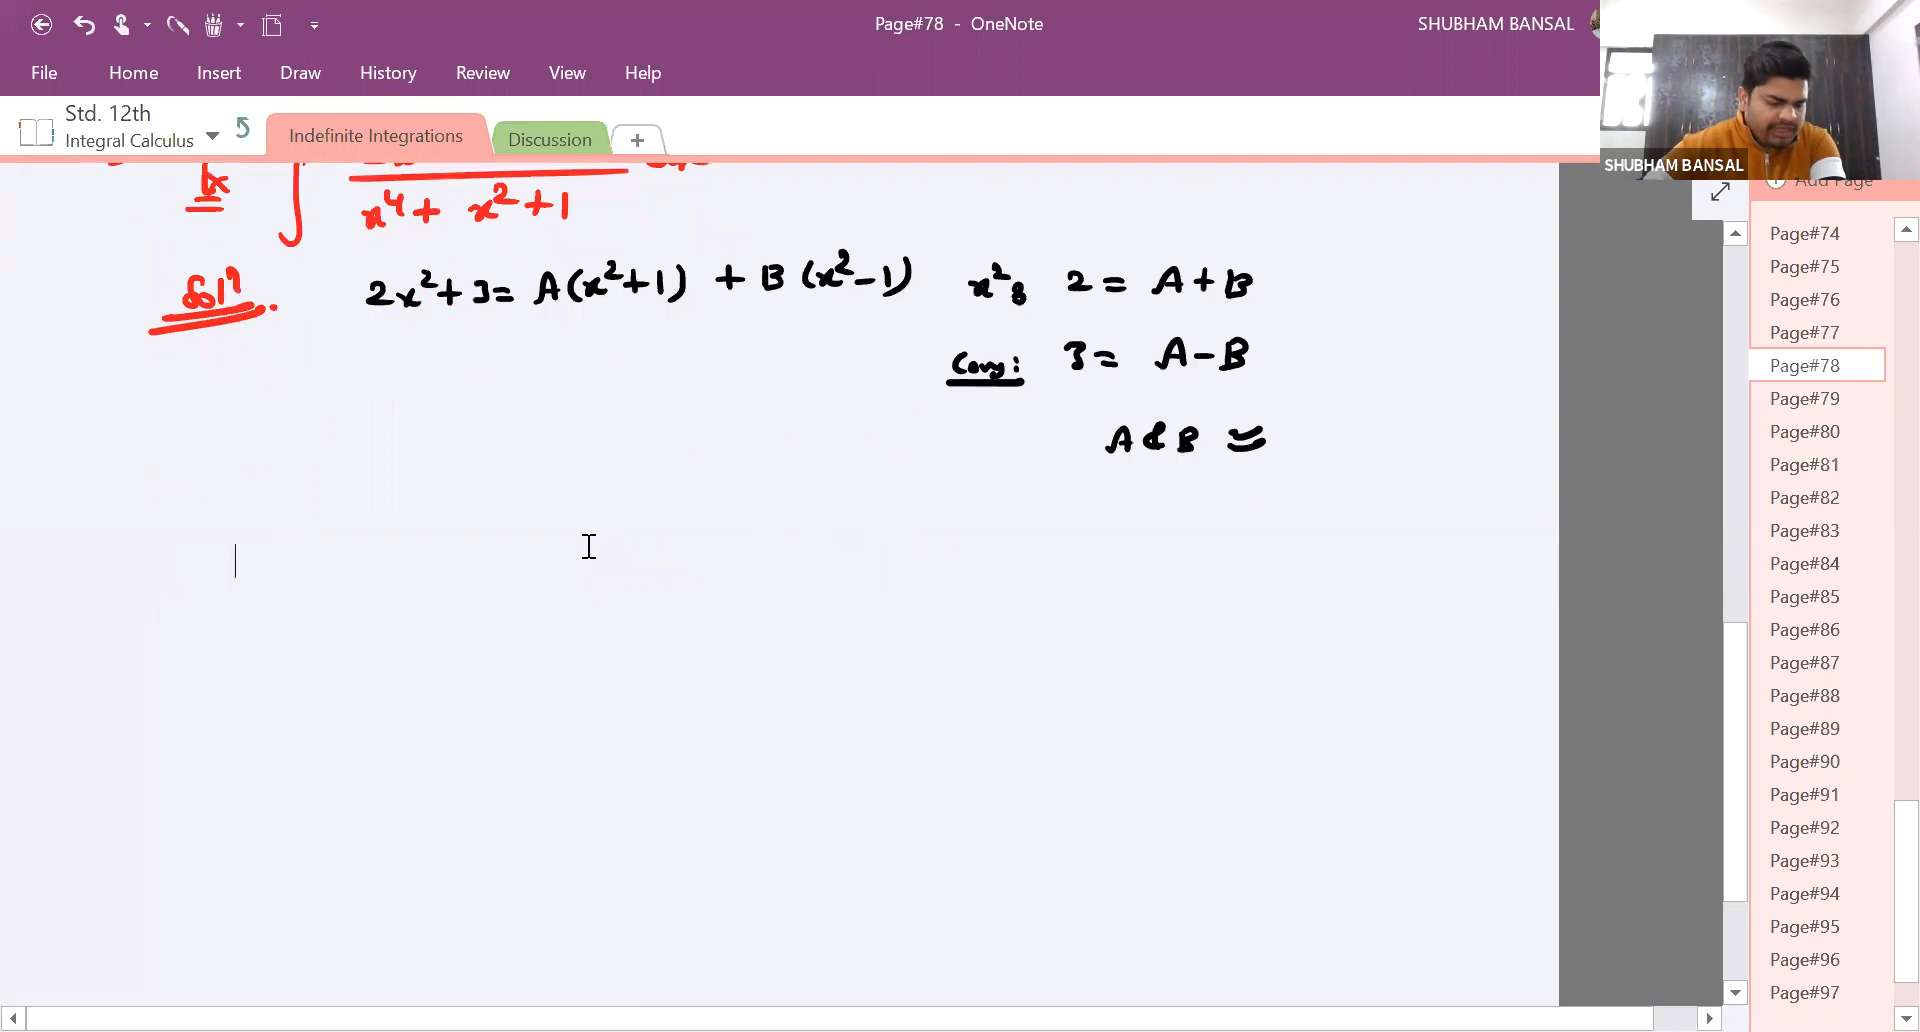 Page#78 - OneNote
SHUBHAM BANSAL
File Home Insert Draw History Review View Help
Std. 12th
Integral Calculus
Indefinite Integrations
Discussion
+
SHUBHAM BANSAL
Add Page
x⁴ + x² + 1
Solⁿ
2x² + 3 = A(x² + 1) + B(x² - 1)
x²: 2 = A + B
3 = A - B
A & B =
Page#74
Page#75
Page#76
Page#77
Page#78
Page#79
Page#80
Page#81
Page#82
Page#83
Page#84
Page#85
Page#86
Page#87
Page#88
Page#89
Page#90
Page#91
Page#92
Page#93
Page#94
Page#95
Page#96
Page#97